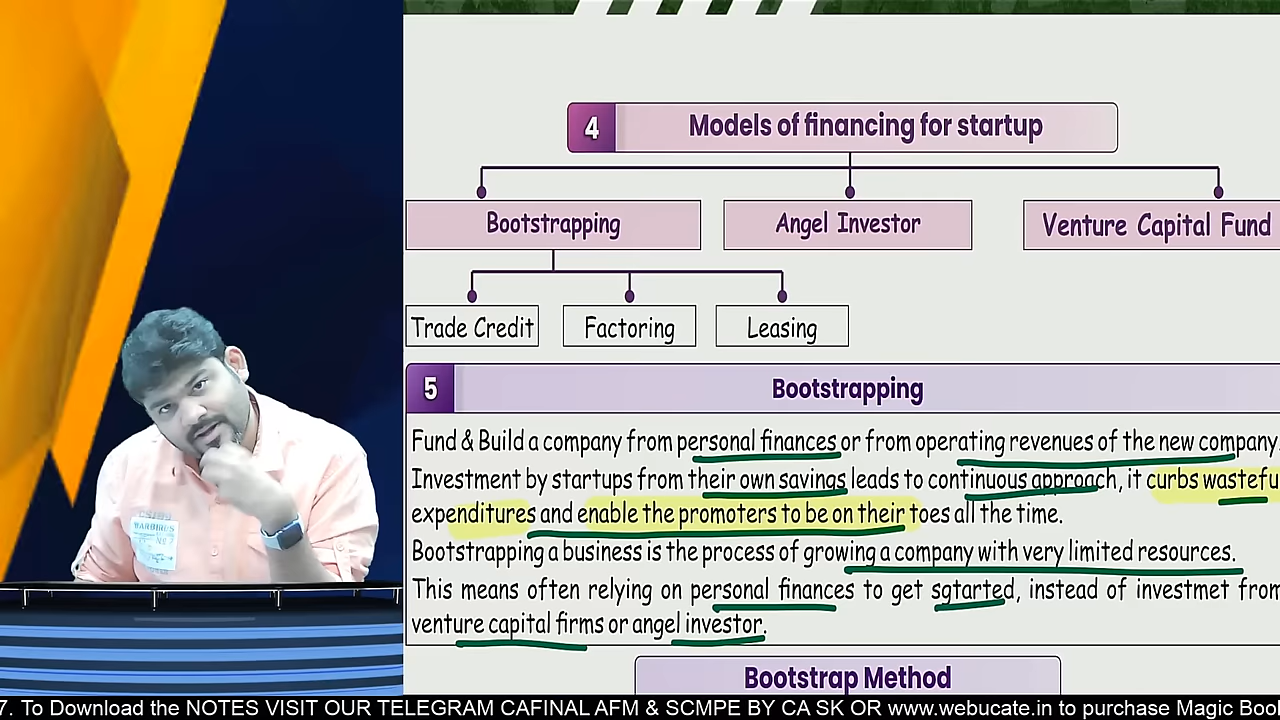 4 Models of financing for startup
Bootstrapping Angel Investor Venture Capital Fund
Trade Credit Factoring Leasing
5 Bootstrapping
Fund & Build a company from personal finances or from operating revenues of the new company.
Investment by startups from their own savings leads to continuous approach, it curbs wastefu
expenditures and enable the promoters to be on their toes all the time.
Bootstrapping a business is the process of growing a company with very limited resources.
This means often relying on personal finances to get sgtarted, instead of investmet from
venture capital firms or angel investor.
Bootstrap Method
7. To Download the NOTES VISIT OUR TELEGRAM CAFINAL AFM & SCMPE BY CA SK OR www.webucate.in to purchase Magic Boo